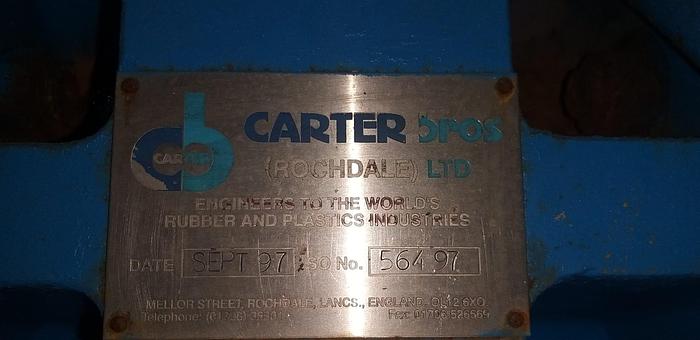 CARTER bros
CARTER
(ROCHDALE) LTD
ENGINEERS TO THE WORLD'S
RUBBER AND PLASTICS INDUSTRIES
DATE SEPT 97 SO No. 564 97
MELLOR STREET, ROCHDALE, LANCS., ENGLAND. OL12 6XQ
Telephone: Fax: 01706 526569